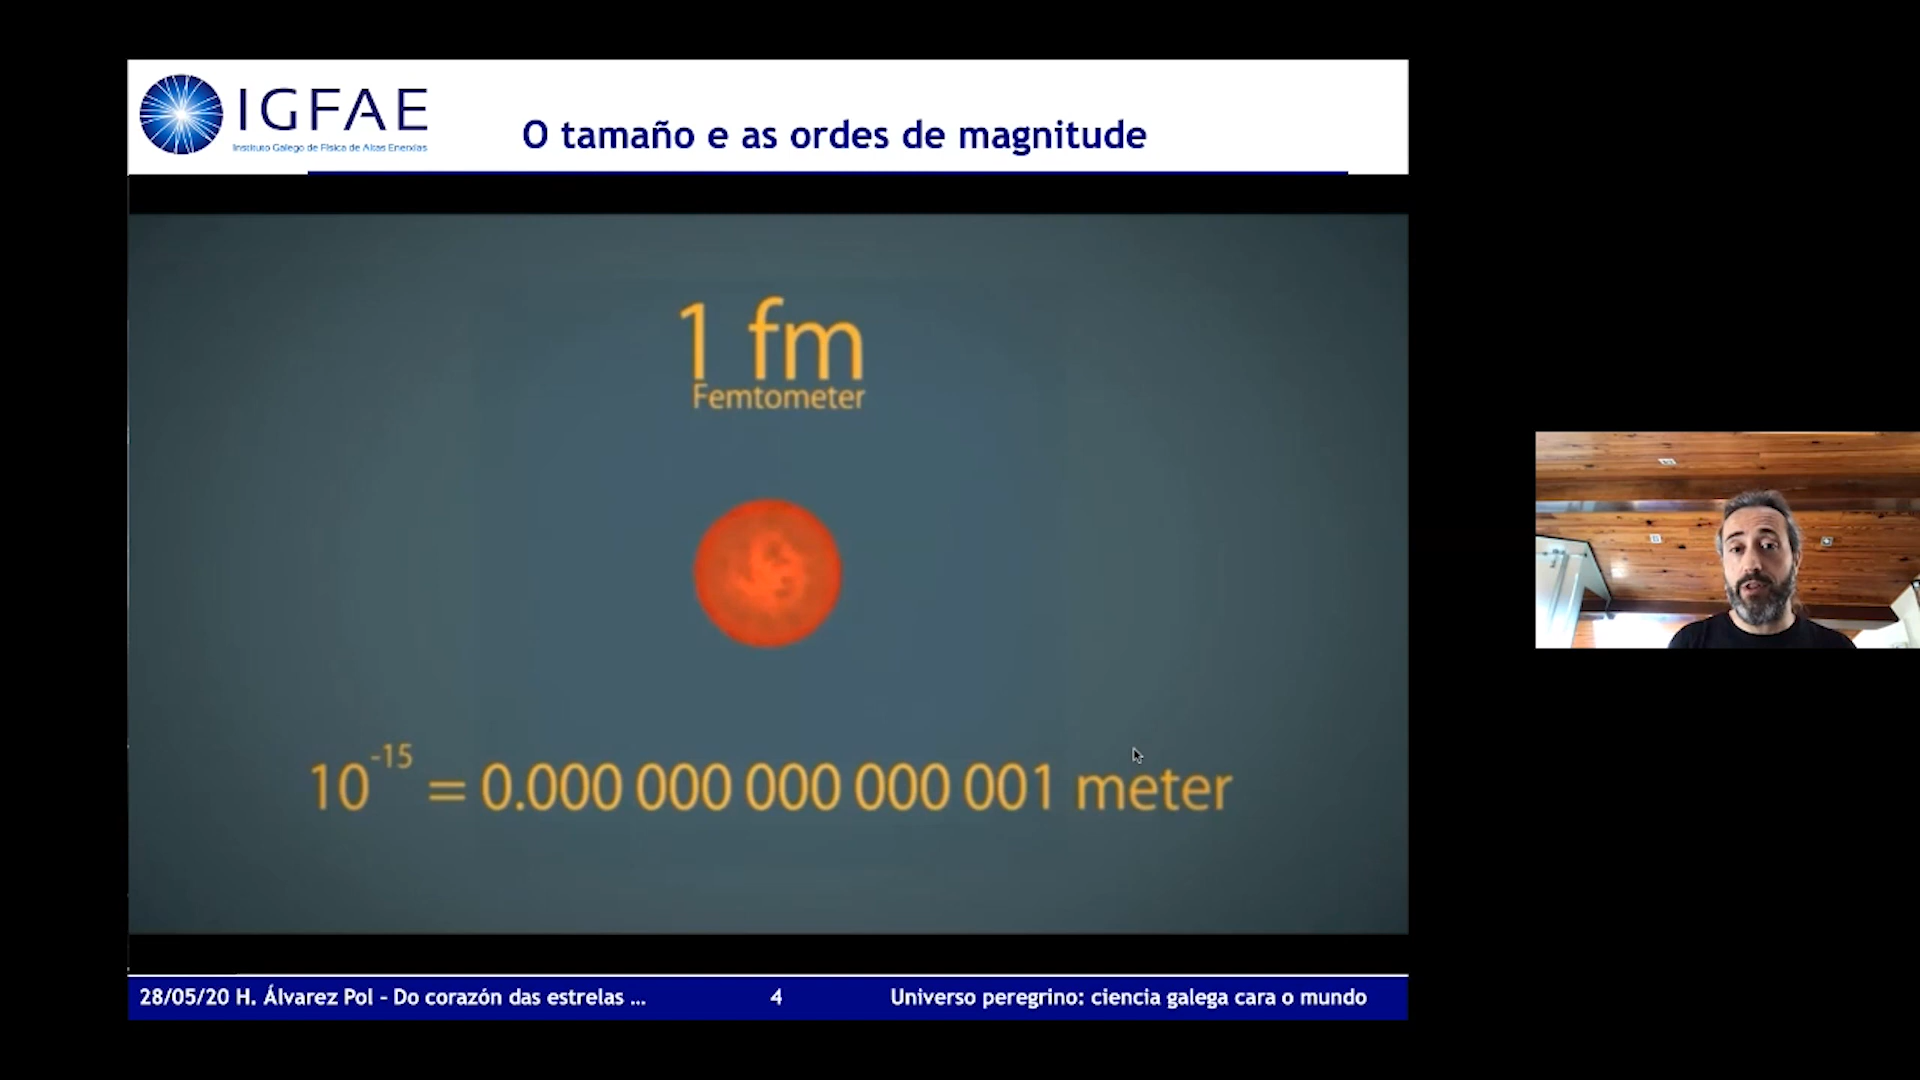 IGFAE
Instituto Galego de Física de Altas Enerxías
O tamaño e as ordes de magnitude
1 fm
Femtometer
10⁻¹⁵ = 0.000 000 000 000 001 meter
28/05/20 H. Álvarez Pol - Do corazón das estrelas ...
4
Universo peregrino: ciencia galega cara o mundo